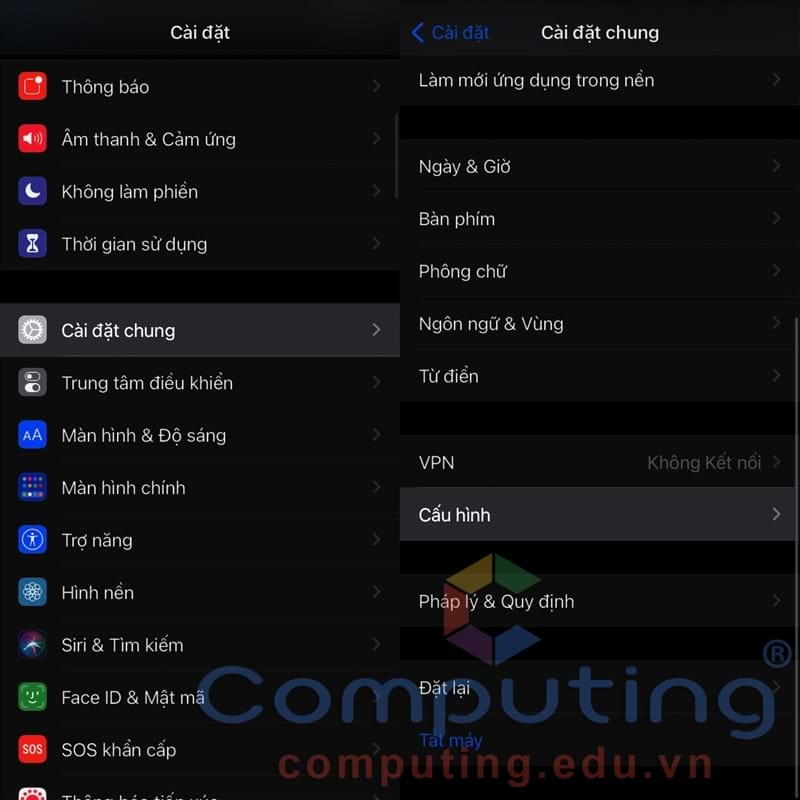 Cài đặt
Thông báo
Âm thanh & Cảm ứng
Không làm phiền
Thời gian sử dụng
Cài đặt chung
Trung tâm điều khiển
AA
Màn hình & Độ sáng
Màn hình chính
Trợ năng
Hình nền
Siri & Tìm kiếm
Face ID & Mật mã
SOS
SOS khẩn cấp
Thông báo tiếp xúc
Cài đặt
Cài đặt chung
Làm mới ứng dụng trong nền
Ngày & Giờ
Bàn phím
Phông chữ
Ngôn ngữ & Vùng
Từ điển
VPN
Không Kết nối
Cấu hình
Pháp lý & Quy định
Đặt lại
Tắt máy
Computing®
computing.edu.vn